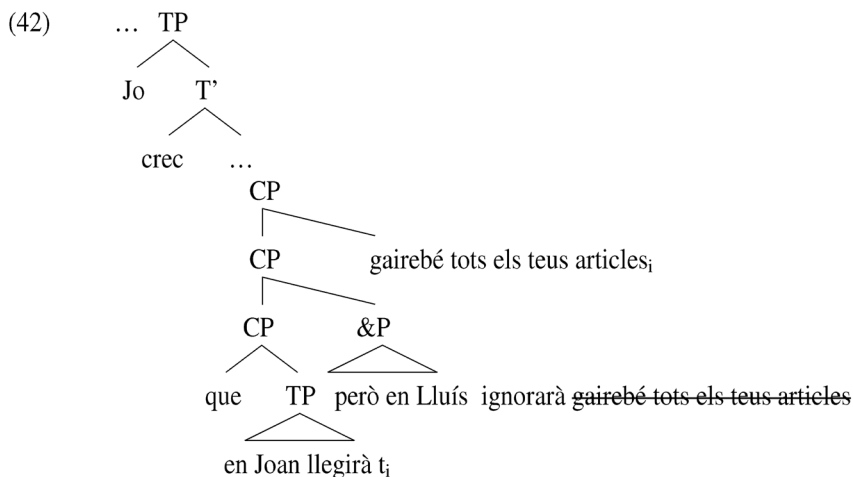 (42) … TP
Jo T’
crec …
CP
CP gairebé tots els teus articlesi
CP &P
que TP però en Lluís ignorarà gairebé tots els teus articles
en Joan llegirà ti